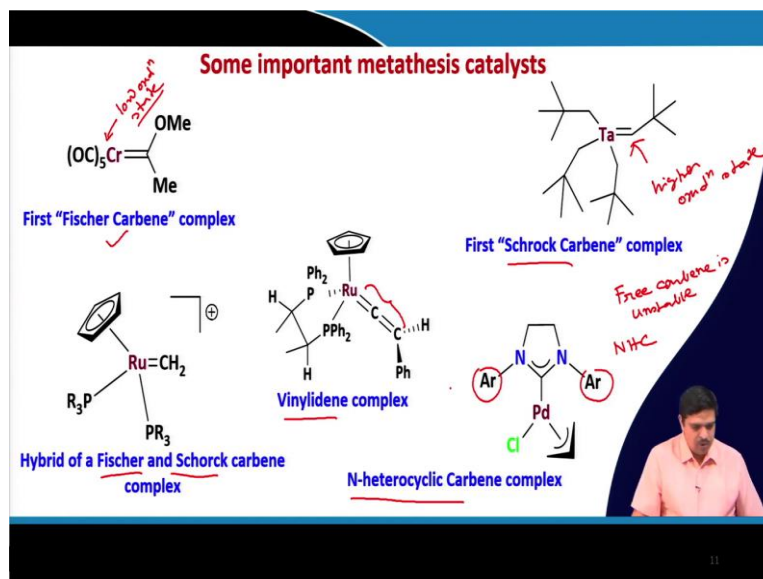 Some important metathesis catalysts
low oxdⁿ
state
OMe
(OC)₅Cr
Me
First “Fischer Carbene” complex
Ta
higher
oxdⁿ state
First “Schrock Carbene” complex
Ph₂
P
Ru
C
C
H
H
PPh₂
H
Ph
Vinylidene complex
⊕
Ru=CH₂
R₃P
PR₃
Hybrid of a Fischer and Schorck carbene
complex
Free carbene is
unstable
NHC
N
N
Ar
Ar
Pd
Cl
N-heterocyclic Carbene complex
11